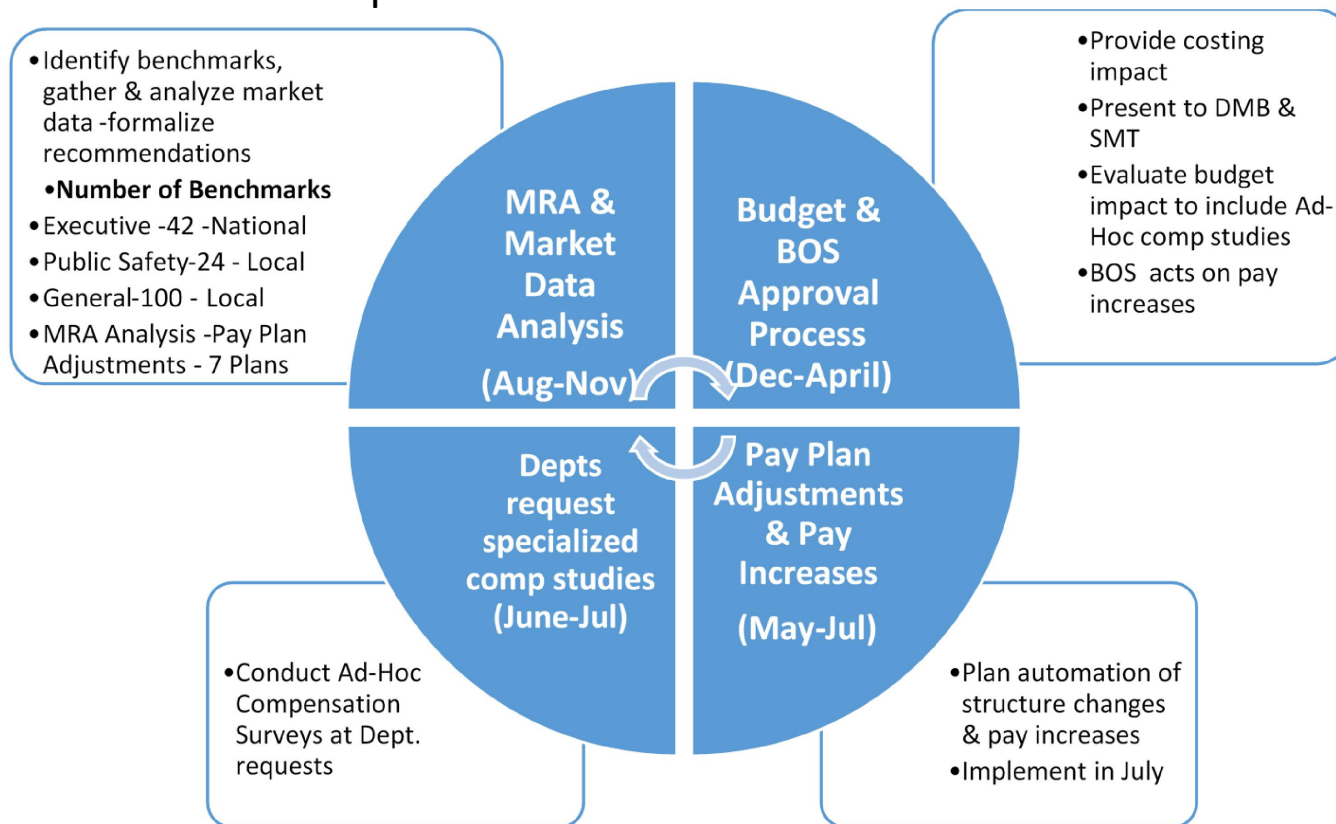 •Identify benchmarks,
gather & analyze market
data -formalize
recommendations
•Number of Benchmarks
•Executive -42 -National
•Public Safety-24 - Local
•General-100 - Local
•MRA Analysis -Pay Plan
Adjustments - 7 Plans
MRA &
Market
Data
Analysis
(Aug-Nov)
Budget &
BOS
Approval
Process
(Dec-April)
•Provide costing
impact
•Present to DMB &
SMT
•Evaluate budget
impact to include Ad-
Hoc comp studies
•BOS acts on pay
increases
Depts
request
specialized
comp studies
(June-Jul)
Pay Plan
Adjustments
& Pay
Increases
(May-Jul)
•Conduct Ad-Hoc
Compensation
Surveys at Dept.
requests
•Plan automation of
structure changes
& pay increases
•Implement in July